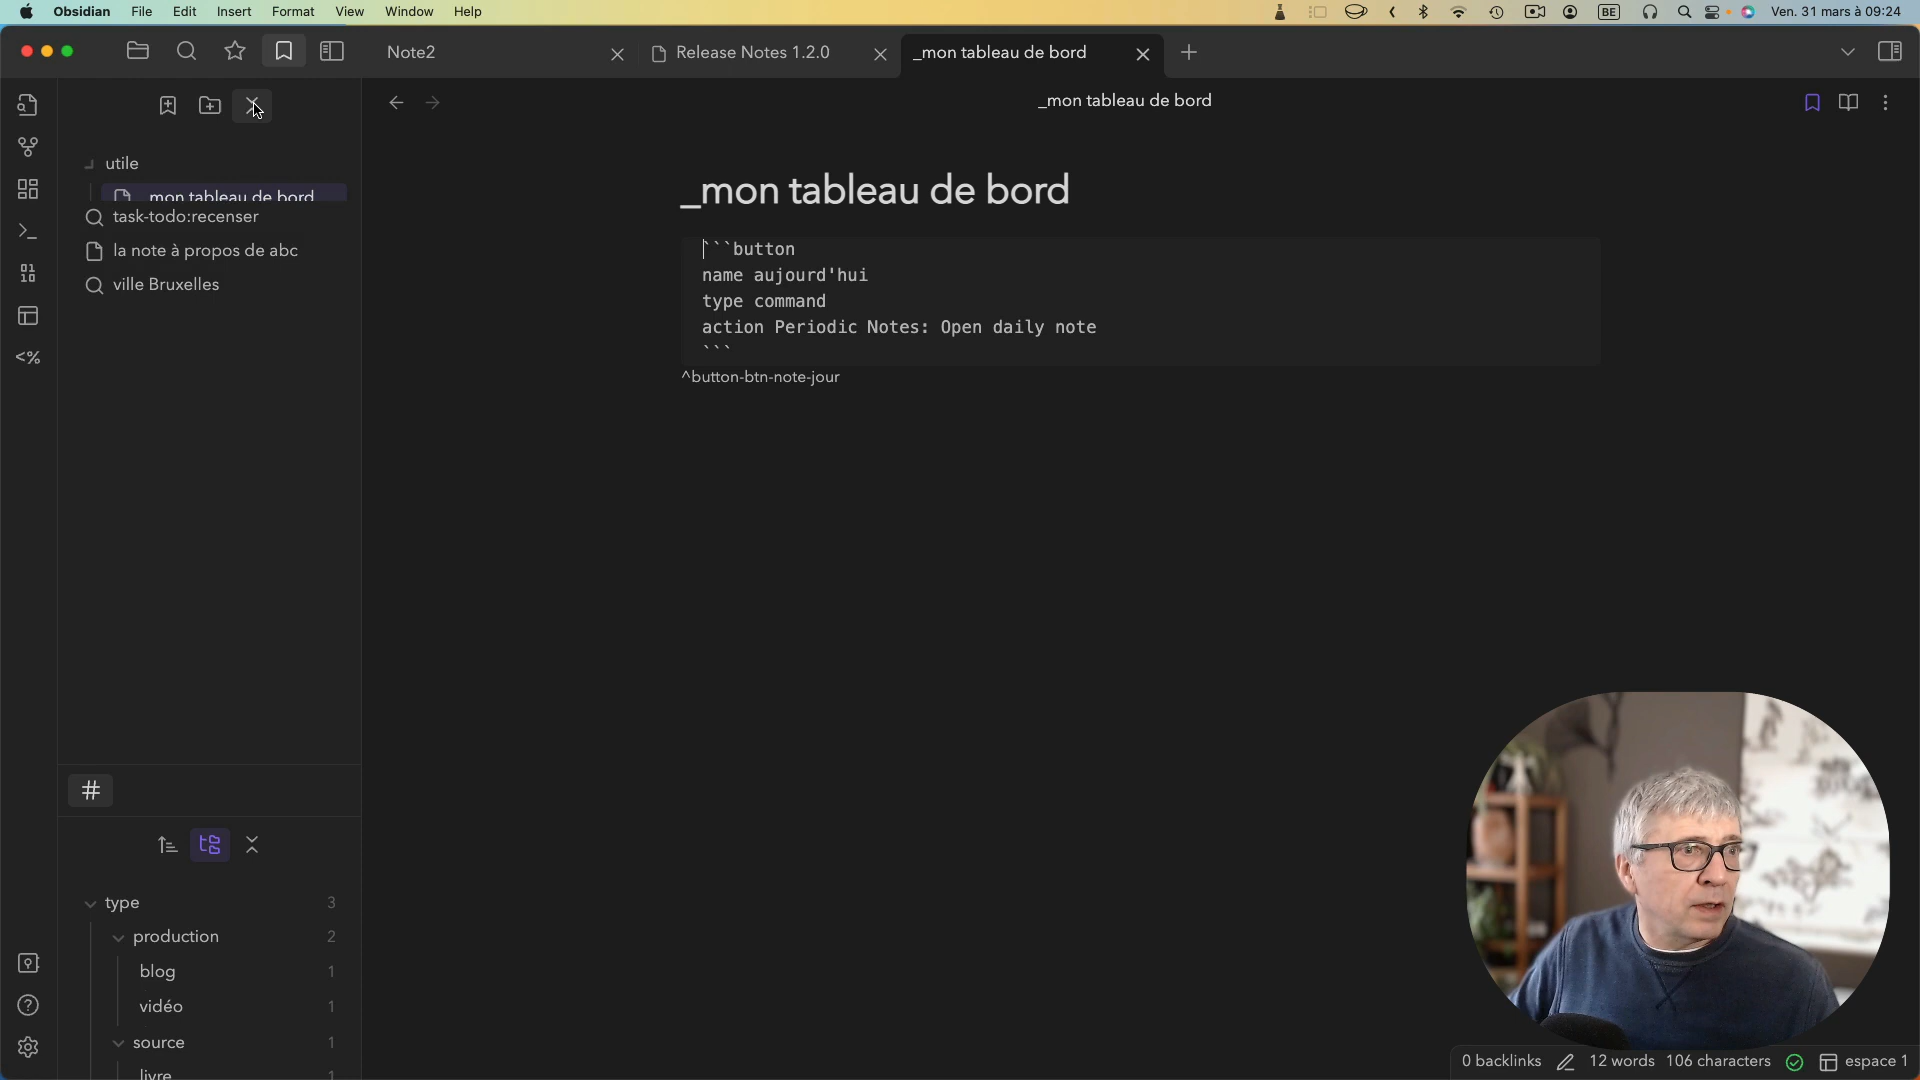 Obsidian File Edit Insert Format View Window Help
BE
Ven. 31 mars à 09:24
Note2
Release Notes 1.2.0
_mon tableau de bord
_mon tableau de bord
utile
_mon tableau de bord
task-todo:recenser
la note à propos de abc
ville Bruxelles
_mon tableau de bord
```button
name aujourd'hui
type command
action Periodic Notes: Open daily note
```
^button-btn-note-jour
type 3
production 2
blog 1
vidéo 1
source 1
livre 1
0 backlinks 12 words 106 characters espace 1